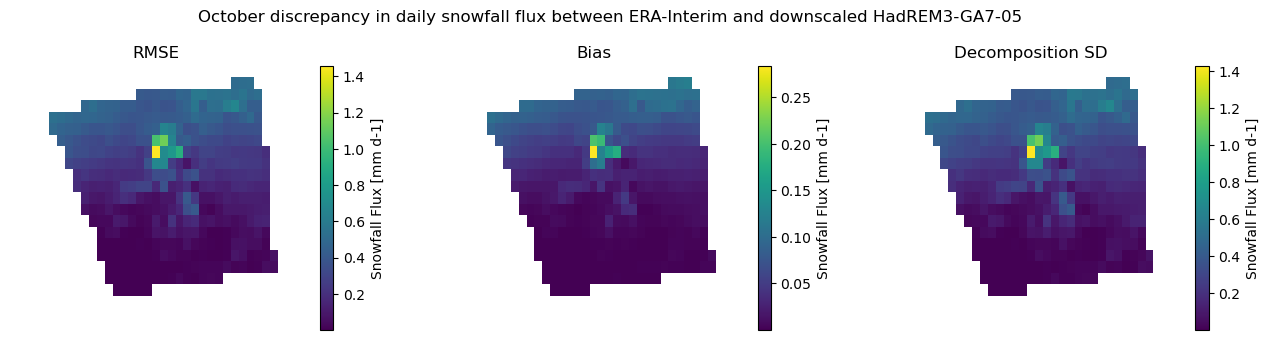 October discrepancy in daily snowfall flux between ERA-Interim and downscaled HadREM3-GA7-05
RMSE
1.4
1.2
1.0
0.8
0.6
0.4
0.2
Snowfall Flux [mm d-1]
Bias
0.25
0.20
0.15
0.10
0.05
Snowfall Flux [mm d-1]
Decomposition SD
1.4
1.2
1.0
0.8
0.6
0.4
0.2
Snowfall Flux [mm d-1]